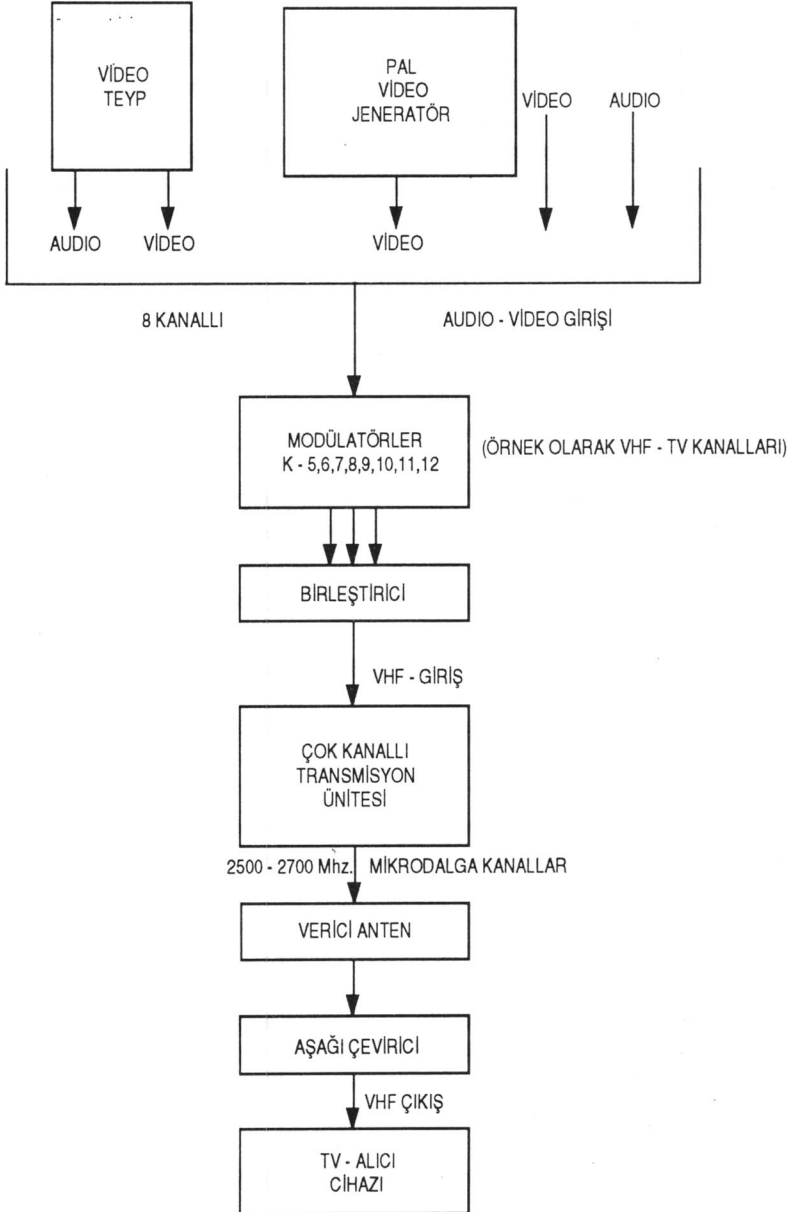 VİDEO
TEYP
PAL
VİDEO
JENERATÖR
VİDEO AUDIO
AUDIO VİDEO
VİDEO
8 KANALLI
AUDIO - VİDEO GİRİŞİ
MODÜLATÖRLER
K - 5,6,7,8,9,10,11,12
(ÖRNEK OLARAK VHF - TV KANALLARI)
BİRLEŞTİRİCİ
VHF - GİRİŞ
ÇOK KANALLI
TRANSMİSYON
ÜNİTESİ
2500 - 2700 Mhz. MİKRODALGA KANALLAR
VERİCİ ANTEN
AŞAĞI ÇEVİRİCİ
VHF ÇIKIŞ
TV - ALICI
CİHAZI